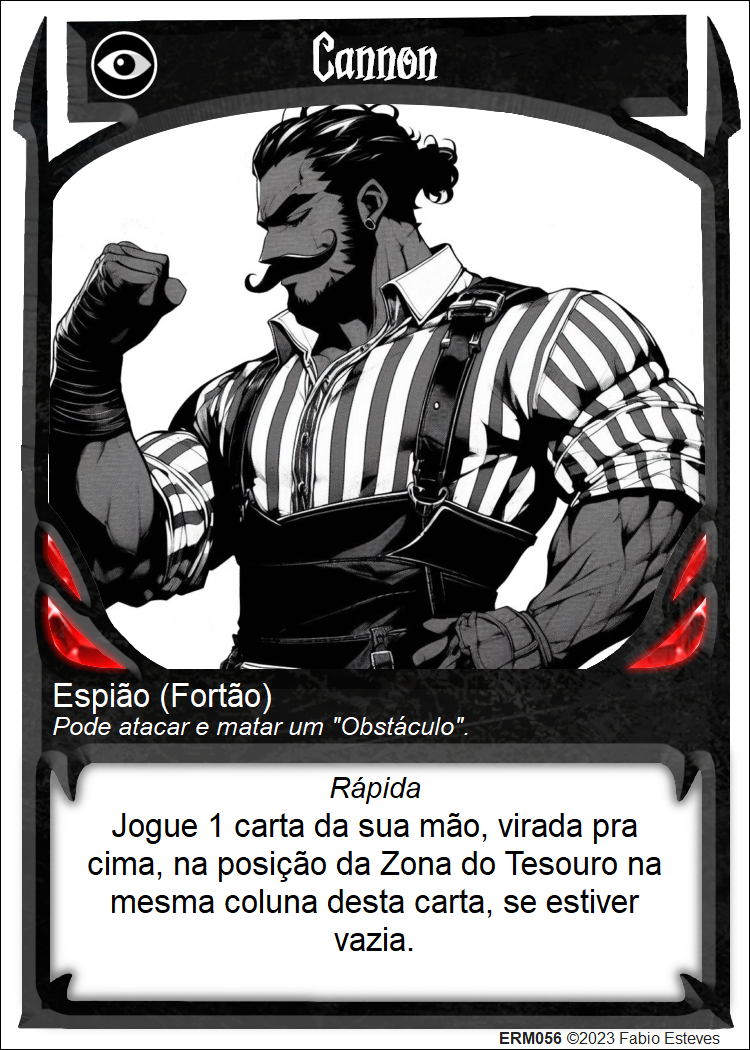 Cannon
Espião (Fortão)
Pode atacar e matar um "Obstáculo".
Rápida
Jogue 1 carta da sua mão, virada pra
cima, na posição da Zona do Tesouro na
mesma coluna desta carta, se estiver
vazia.
ERM056 ©2023 Fabio Esteves